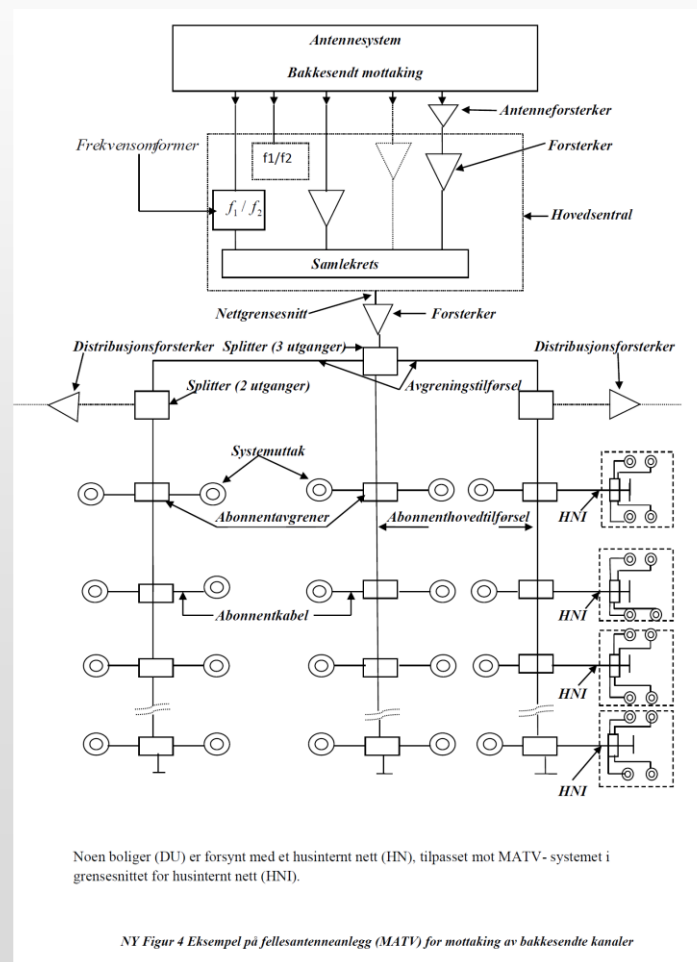 Antennesystem
Bakkesendt mottaking
Antenneforsterker
Frekvensomformer
f1/f2
Forsterker
f₁ / f₂
Hovedsentral
Samlekrets
Nettgrensesnitt
Forsterker
Distribusjonsforsterker
Splitter (3 utganger)
Distribusjonsforsterker
Splitter (2 utganger)
Avgreningstilførsel
Systemuttak
Abonnentavgrener
Abonnenthovedtilførsel
HNI
Abonnentkabel
HNI
HNI
HNI
Noen boliger (DU) er forsynt med et husinternt nett (HN), tilpasset mot MATV- systemet i
grensesnittet for husinternt nett (HNI).
NY Figur 4 Eksempel på fellesantenneanlegg (MATV) for mottaking av bakkesendte kanaler